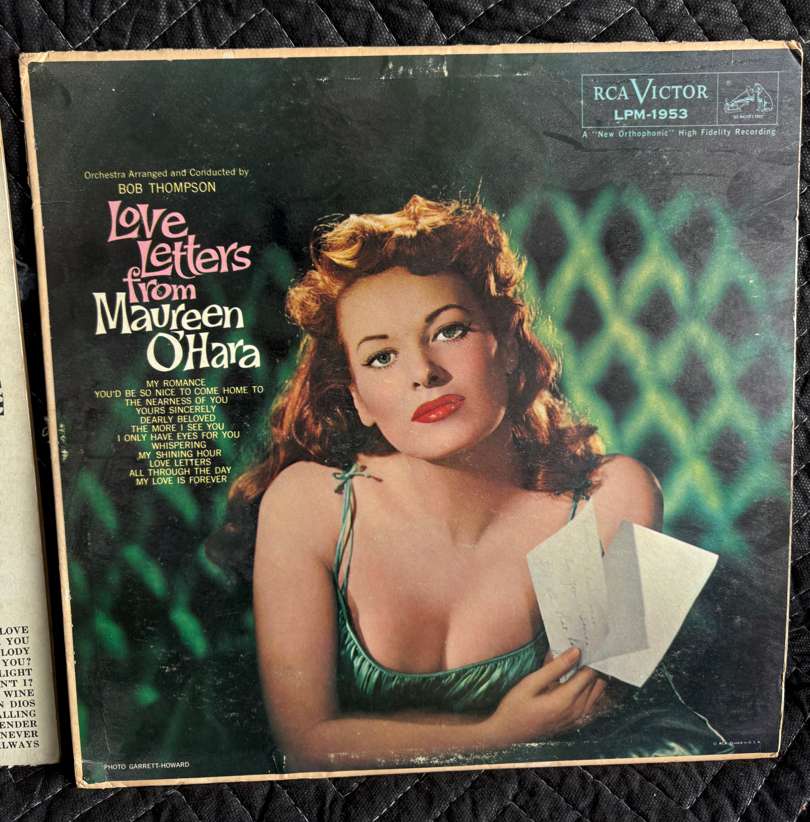 RCA VICTOR
LPM-1953
A "New Orthophonic" High Fidelity Recording
Orchestra Arranged and Conducted by
BOB THOMPSON
Love
Letters
from
Maureen
O'Hara
MY ROMANCE
YOU'D BE SO NICE TO COME HOME TO
THE NEARNESS OF YOU
YOURS SINCERELY
DEARLY BELOVED
THE MORE I SEE YOU
I ONLY HAVE EYES FOR YOU
WHISPERING
MY SHINING HOUR
LOVE LETTERS
ALL THROUGH THE DAY
MY LOVE IS FOREVER
PHOTO GARRETT-HOWARD
LOVE
YOU
LODY
YOU?
LIGHT
N'T I?
WINE
N DIOS
ALLING
ENDER
NEVER
LWAYS